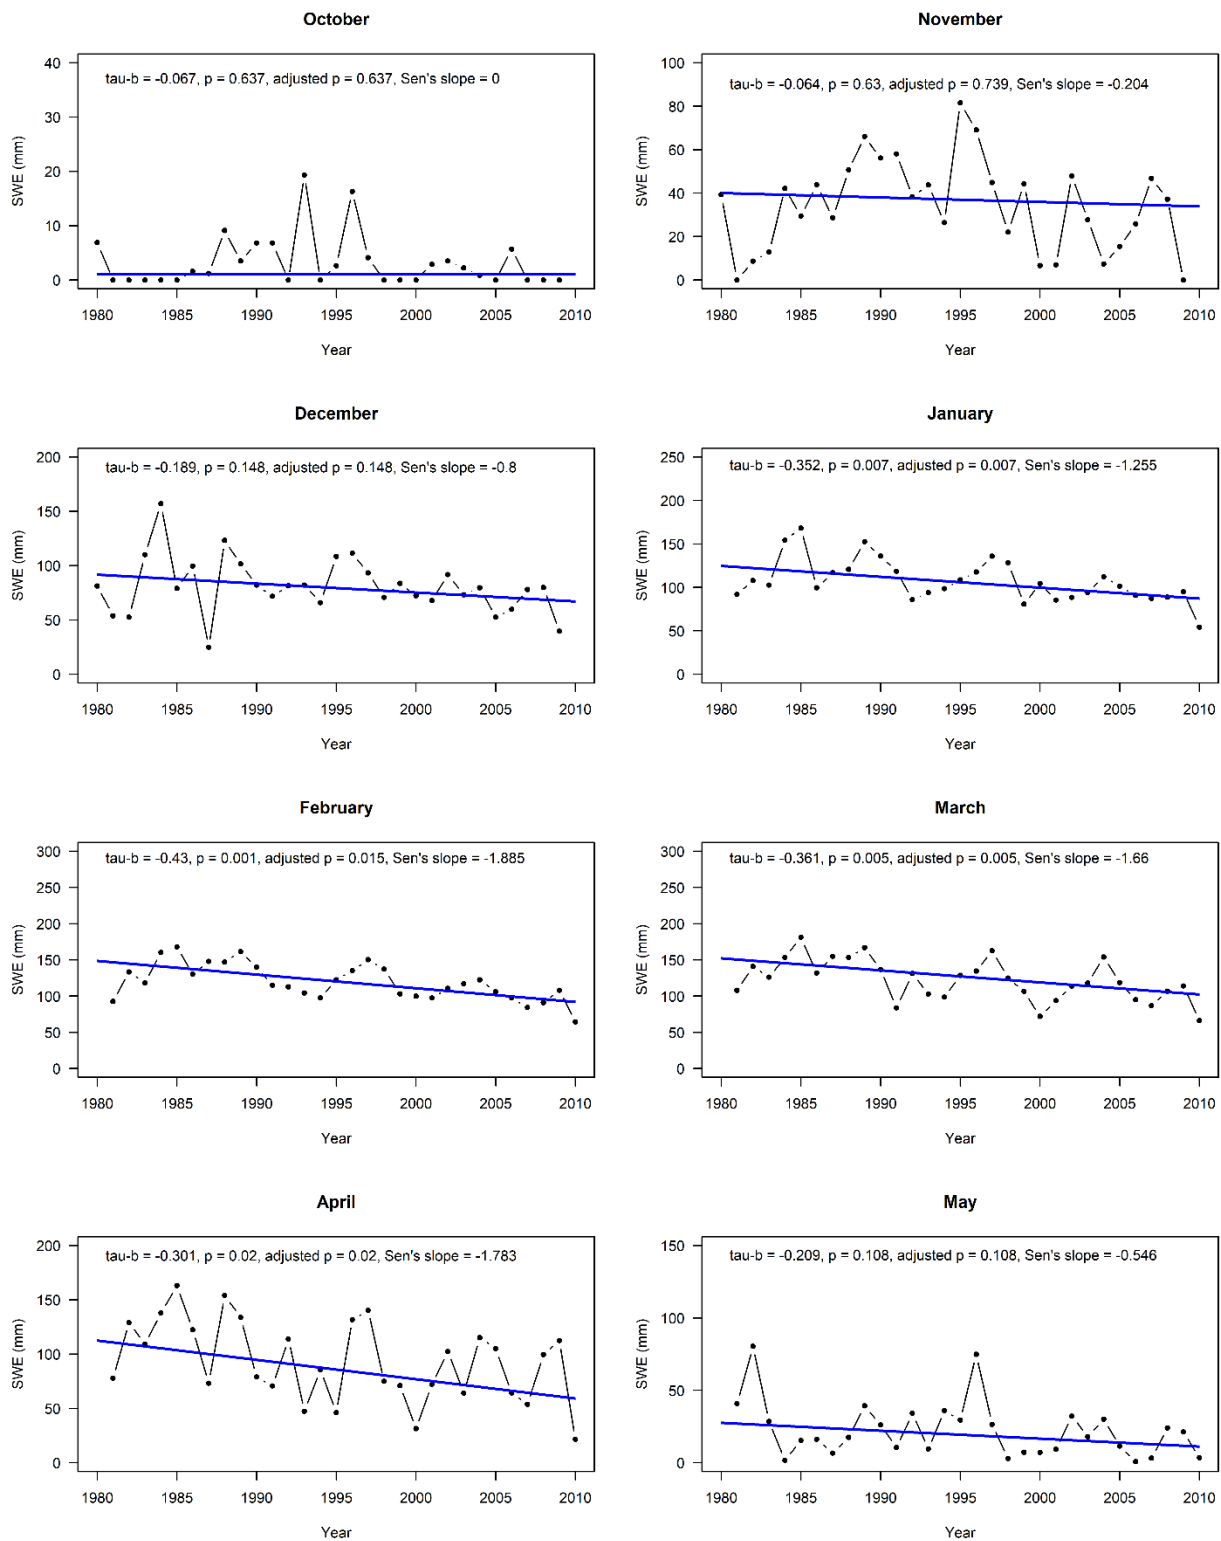 October
tau-b = -0.067, p = 0.637, adjusted p = 0.637, Sen's slope = 0
40
30
20
10
0
SWE (mm)
1980 1985 1990 1995 2000 2005 2010
Year
November
tau-b = -0.064, p = 0.63, adjusted p = 0.739, Sen's slope = -0.204
100
80
60
40
20
0
SWE (mm)
1980 1985 1990 1995 2000 2005 2010
Year
December
tau-b = -0.189, p = 0.148, adjusted p = 0.148, Sen's slope = -0.8
200
150
100
50
0
SWE (mm)
1980 1985 1990 1995 2000 2005 2010
Year
January
tau-b = -0.352, p = 0.007, adjusted p = 0.007, Sen's slope = -1.255
250
200
150
100
50
0
SWE (mm)
1980 1985 1990 1995 2000 2005 2010
Year
February
tau-b = -0.43, p = 0.001, adjusted p = 0.015, Sen's slope = -1.885
300
250
200
150
100
50
0
SWE (mm)
1980 1985 1990 1995 2000 2005 2010
Year
March
tau-b = -0.361, p = 0.005, adjusted p = 0.005, Sen's slope = -1.66
300
250
200
150
100
50
0
SWE (mm)
1980 1985 1990 1995 2000 2005 2010
Year
April
tau-b = -0.301, p = 0.02, adjusted p = 0.02, Sen's slope = -1.783
200
150
100
50
0
SWE (mm)
1980 1985 1990 1995 2000 2005 2010
Year
May
tau-b = -0.209, p = 0.108, adjusted p = 0.108, Sen's slope = -0.546
150
100
50
0
SWE (mm)
1980 1985 1990 1995 2000 2005 2010
Year